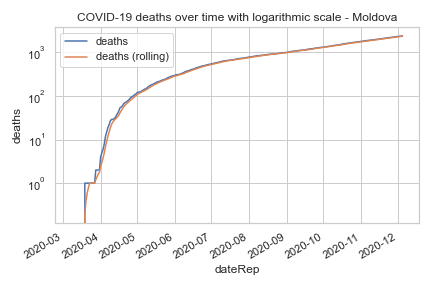 COVID-19 deaths over time with logarithmic scale - Moldova
deaths
deaths (rolling)
10³
10²
10¹
10⁰
deaths
2020-03
2020-04
2020-05
2020-06
2020-07
2020-08
2020-09
2020-10
2020-11
2020-12
dateRep